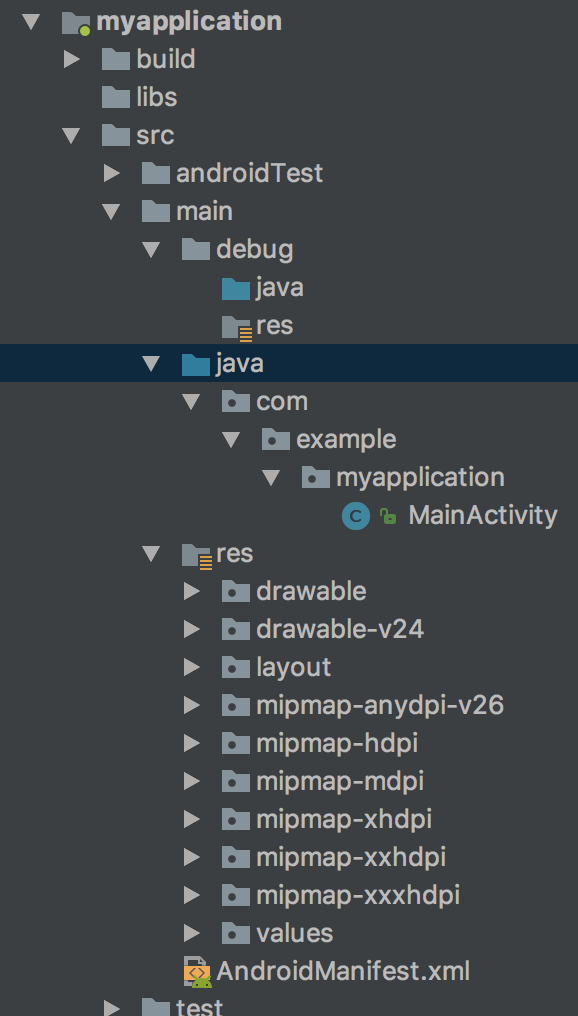 myapplication
build
libs
src
androidTest
main
debug
java
res
java
com
example
myapplication
C MainActivity
res
drawable
drawable-v24
layout
mipmap-anydpi-v26
mipmap-hdpi
mipmap-mdpi
mipmap-xhdpi
mipmap-xxhdpi
mipmap-xxxhdpi
values
AndroidManifest.xml
test